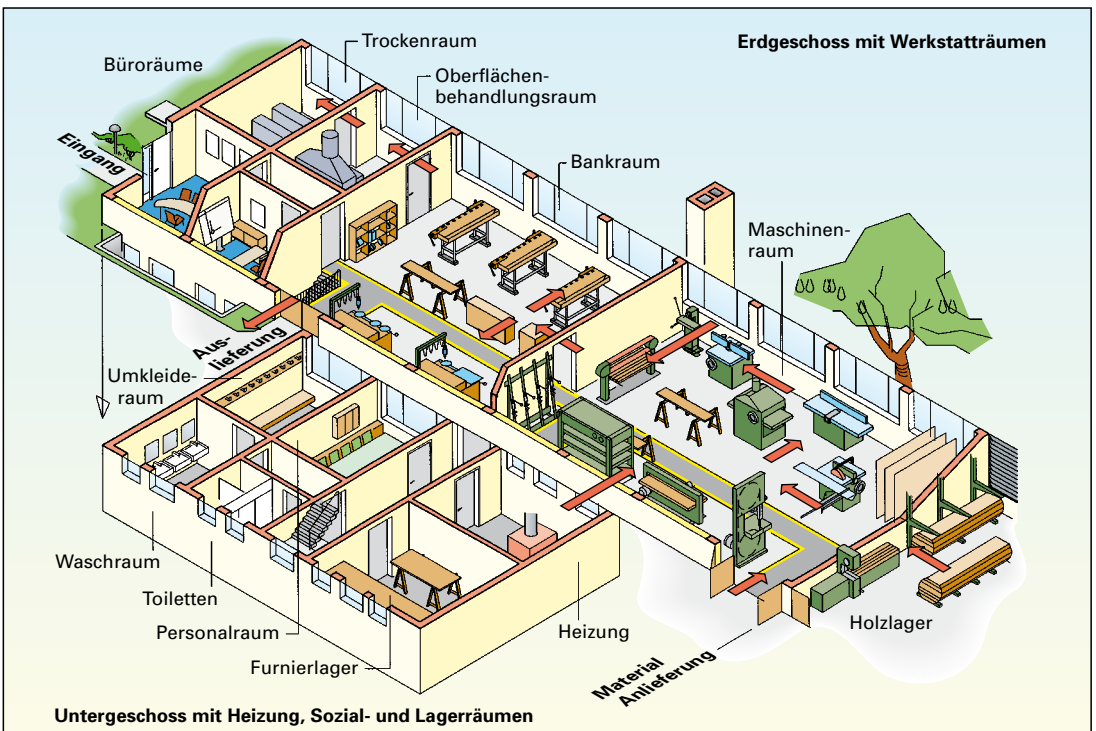 Erdgeschoss mit Werkstatträumen
Trockenraum
Büroräume
Oberflächen-
behandlungsraum
Eingang
Bankraum
Maschinen-
raum
Aus-
lieferung
Umkleide-
raum
Waschraum
Toiletten
Personalraum
Furnierlager
Heizung
Holzlager
Material
Anlieferung
Untergeschoss mit Heizung, Sozial- und Lagerräumen